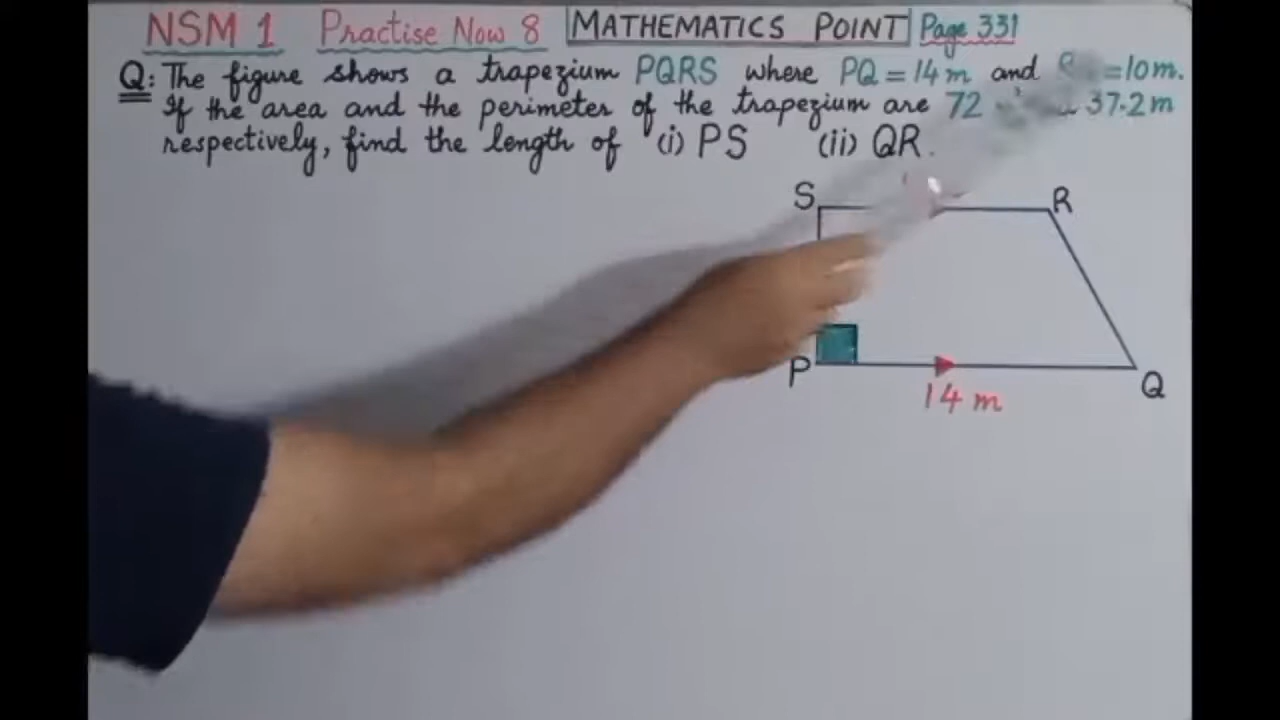 NSM 1 Practise Now 8 MATHEMATICS POINT Page 331
Q: The figure shows a trapezium PQRS where PQ = 14 m and =10m.
If the area and the perimeter of the trapezium are 72 37.2 m
respectively, find the length of (i) PS (ii) QR.
S R
P Q
14 m